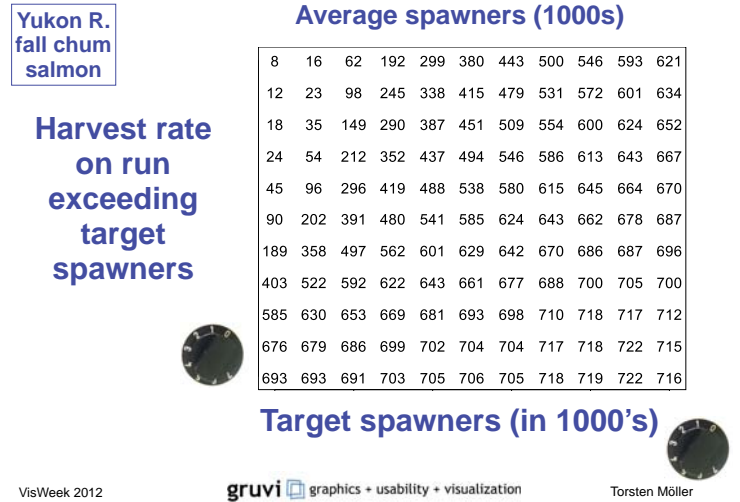 Yukon R.
fall chum
salmon
Average spawners (1000s)
Harvest rate
on run
exceeding
target
spawners
8 16 62 192 299 380 443 500 546 593 621
12 23 98 245 338 415 479 531 572 601 634
18 35 149 290 387 451 509 554 600 624 652
24 54 212 352 437 494 546 586 613 643 667
45 96 296 419 488 538 580 615 645 664 670
90 202 391 480 541 585 624 643 662 678 687
189 358 497 562 601 629 642 670 686 687 696
403 522 592 622 643 661 677 688 700 705 700
585 630 653 669 681 693 698 710 718 717 712
676 679 686 699 702 704 704 717 718 722 715
693 693 691 703 705 706 705 718 719 722 716
Target spawners (in 1000's)
VisWeek 2012
gruvi graphics + usability + visualization
Torsten Möller